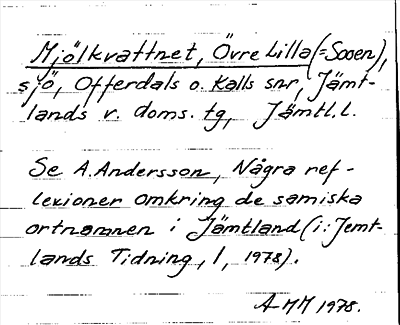 Mjölkvattnet, Övre Lilla (=Sooen),
sjö, Offerdals o. Kalls snr, Jämt-
lands v. doms. tg, Jämtl. l.
Se A. Andersson, Några ref-
lexioner omkring de samiska
ortnamnen i Jämtland (i: Jemt-
lands Tidning, 1, 1978).
AMM 1978.